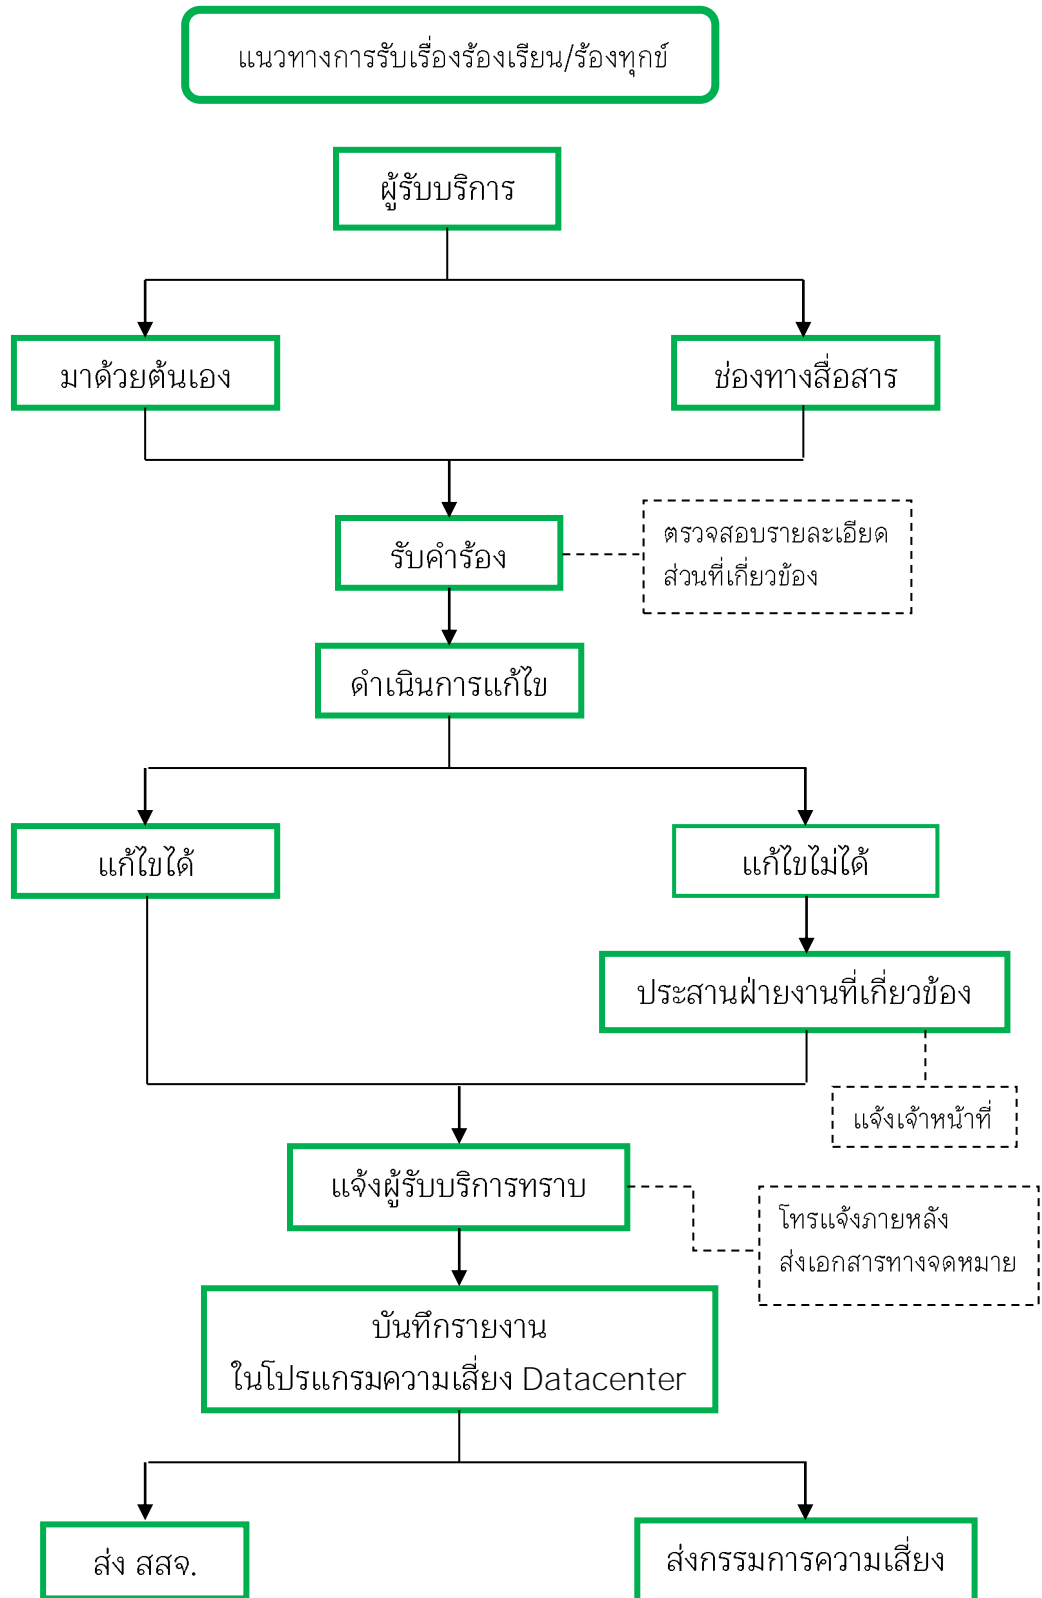 แนวทางการรับเรื่องร้องเรียน/ร้องทุกข์
ผู้รับบริการ
มาด้วยต้นเอง
ช่องทางสื่อสาร
รับคำร้อง
ตรวจสอบรายละเอียด
ส่วนที่เกี่ยวข้อง
ดำเนินการแก้ไข
แก้ไขได้
แก้ไขไม่ได้
ประสานฝ่ายงานที่เกี่ยวข้อง
แจ้งเจ้าหน้าที่
แจ้งผู้รับบริการทราบ
โทรแจ้งภายหลัง
ส่งเอกสารทางจดหมาย
บันทึกรายงาน
ในโปรแกรมความเสี่ยง Datacenter
ส่ง สสจ.
ส่งกรรมการความเสี่ยง